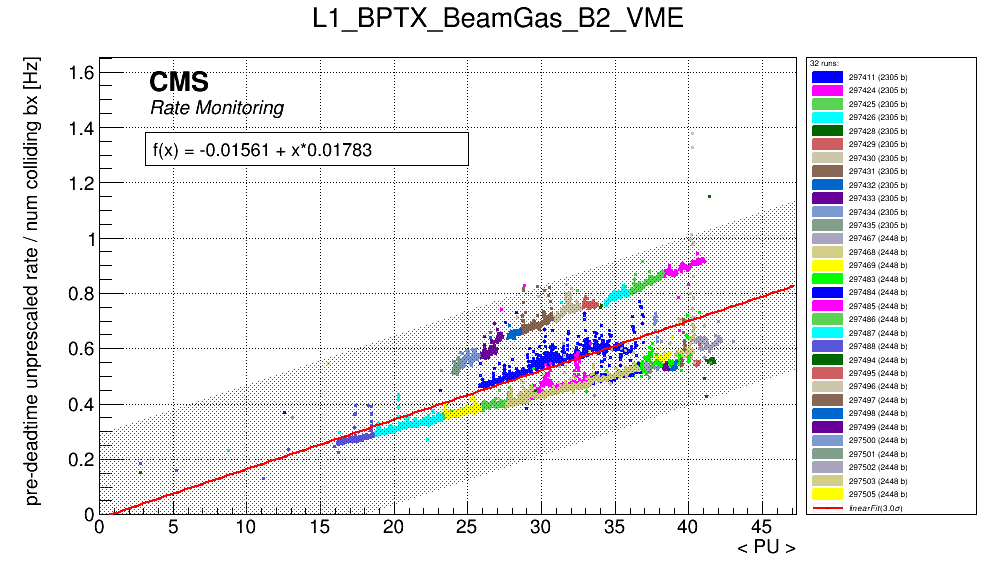 L1_BPTX_BeamGas_B2_VME
pre-deadtime unprescaled rate / num colliding bx [Hz]
1.6
1.4
1.2
1
0.8
0.6
0.4
0.2
0
CMS
Rate Monitoring
f(x) = -0.01561 + x*0.01783
0 5 10 15 20 25 30 35 40 45
< PU >
32 runs:
297411 (2305 b)
297424 (2305 b)
297425 (2305 b)
297426 (2305 b)
297428 (2305 b)
297429 (2305 b)
297430 (2305 b)
297431 (2305 b)
297432 (2305 b)
297433 (2305 b)
297434 (2305 b)
297435 (2305 b)
297467 (2448 b)
297468 (2448 b)
297469 (2448 b)
297483 (2448 b)
297484 (2448 b)
297485 (2448 b)
297486 (2448 b)
297487 (2448 b)
297488 (2448 b)
297494 (2448 b)
297495 (2448 b)
297496 (2448 b)
297497 (2448 b)
297498 (2448 b)
297499 (2448 b)
297500 (2448 b)
297501 (2448 b)
297502 (2448 b)
297503 (2448 b)
297505 (2448 b)
linearFit(3.0σ)